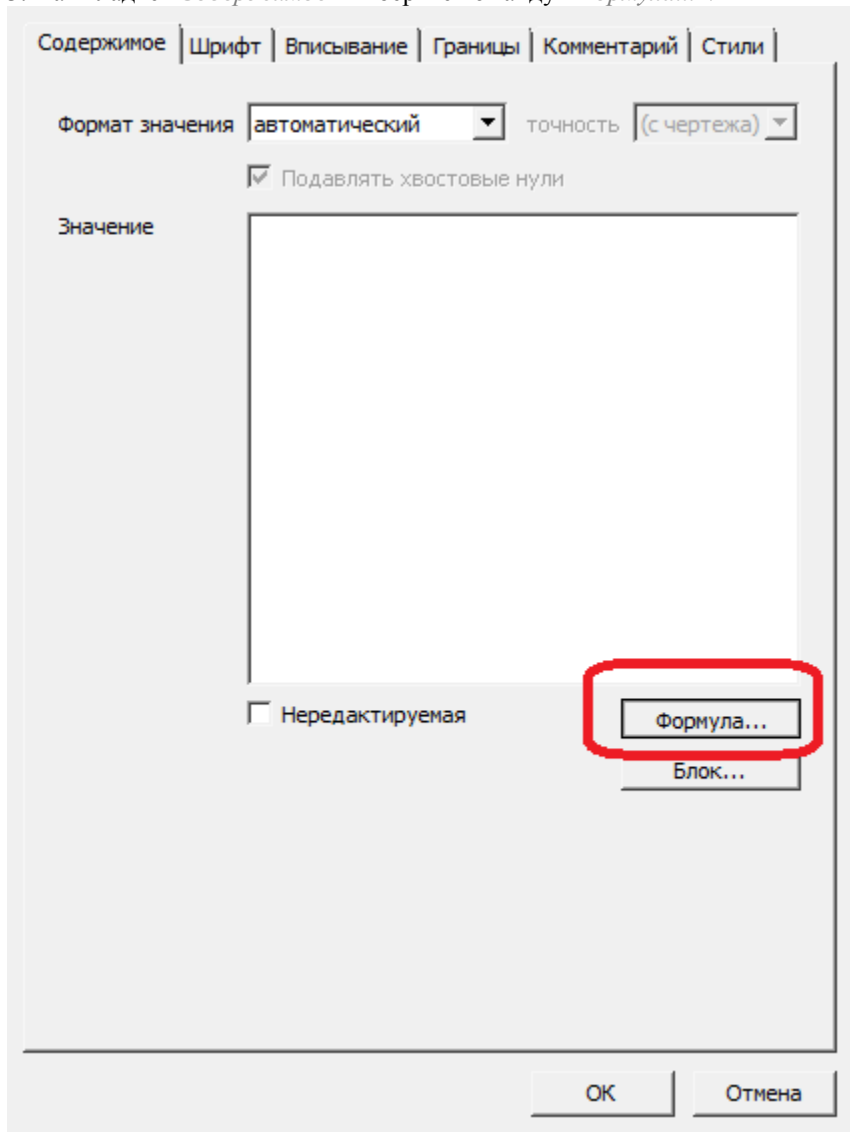 Содержимое Шрифт Вписывание Границы Комментарий Стили
Формат значения автоматический точность (с чертежа)
Подавлять хвостовые нули
Значение
Нередактируемая Формула...
Блок...
ОК Отмена